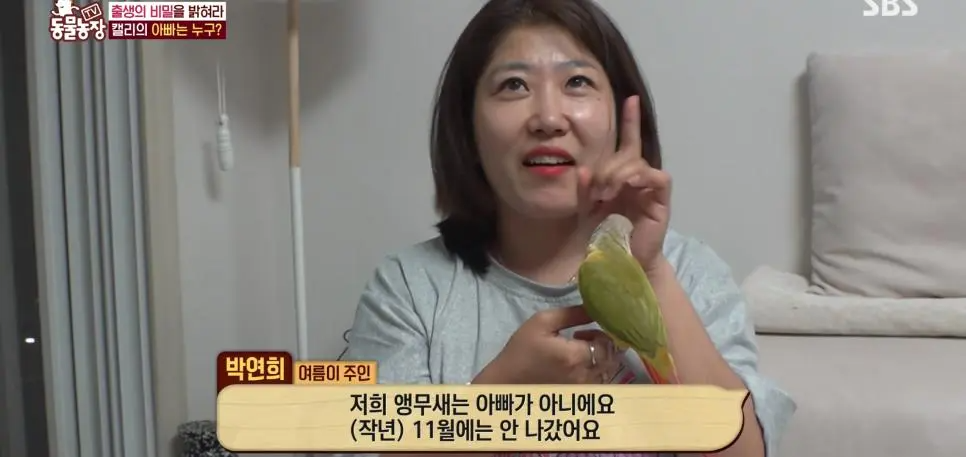 TV 동물농장
출생의 비밀을 밝혀라
캘리의 아빠는 누구?
SBS
박연희 여름이 주인
저희 앵무새는 아빠가 아니에요
(작년) 11월에는 안 나갔어요